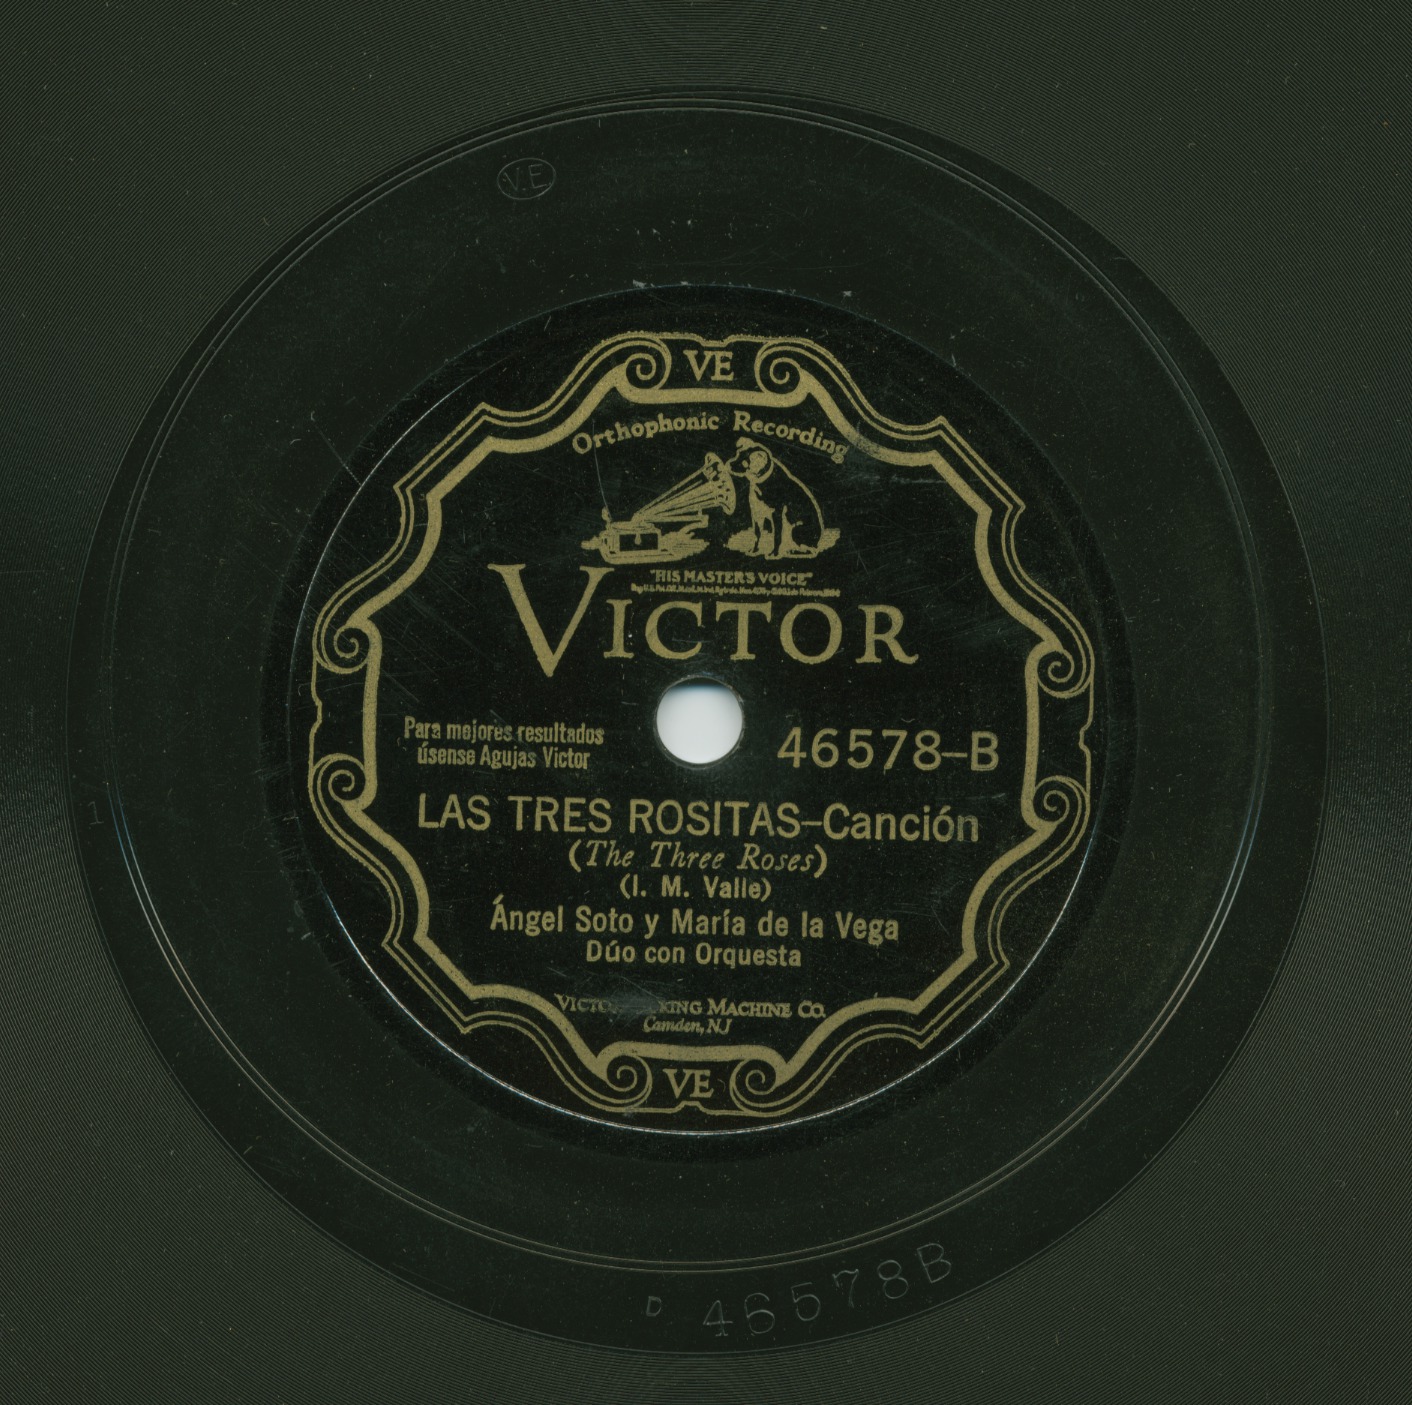 V.E
VE
Orthophonic Recording
"HIS MASTER'S VOICE"
VICTOR
Para mejores resultados
úsense Agujas Victor
46578-B
LAS TRES ROSITAS-Canción
(The Three Roses)
(I. M. Valle)
Ángel Soto y María de la Vega
Dúo con Orquesta
MACHINE CO.
Camden, NJ
VE
1
D 46578B